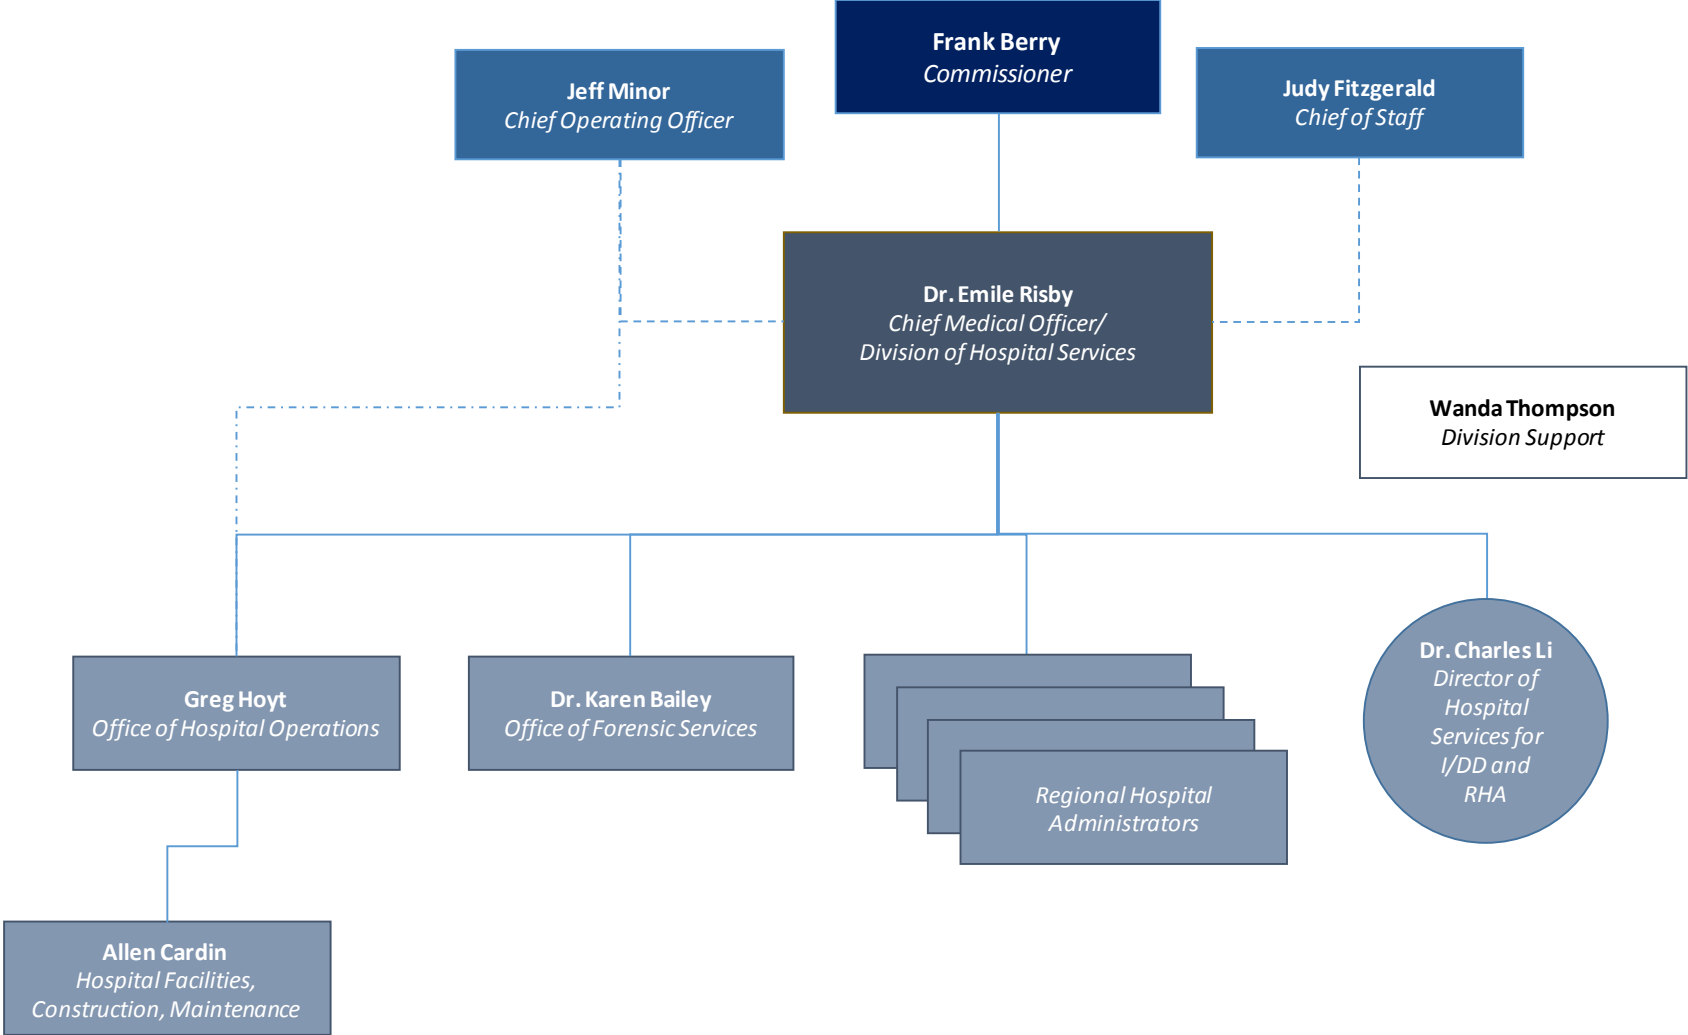 Frank Berry
Commissioner
Jeff Minor
Chief Operating Officer
Judy Fitzgerald
Chief of Staff
Dr. Emile Risby
Chief Medical Officer/
Division of Hospital Services
Wanda Thompson
Division Support
Greg Hoyt
Office of Hospital Operations
Dr. Karen Bailey
Office of Forensic Services
Regional Hospital
Administrators
Dr. Charles Li
Director of
Hospital
Services for
I/DD and
RHA
Allen Cardin
Hospital Facilities,
Construction, Maintenance